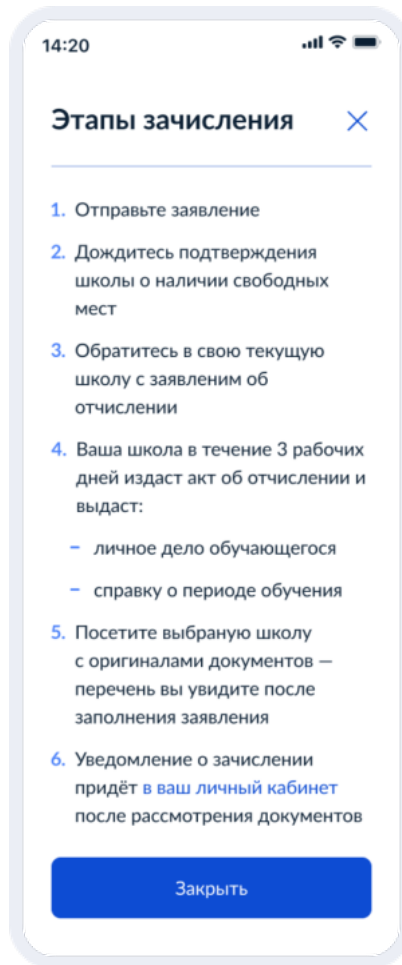 14:20
Этапы зачисления
1. Отправьте заявление
2. Дождитесь подтверждения
школы о наличии свободных
мест
3. Обратитесь в свою текущую
школу с заявленим об
отчислении
4. Ваша школа в течение 3 рабочих
дней издаст акт об отчислении и
выдаст:
– личное дело обучающегося
– справку о периоде обучения
5. Посетите выбраную школу
с оригиналами документов —
перечень вы увидите после
заполнения заявления
6. Уведомление о зачислении
придёт в ваш личный кабинет
после рассмотрения документов
Закрыть